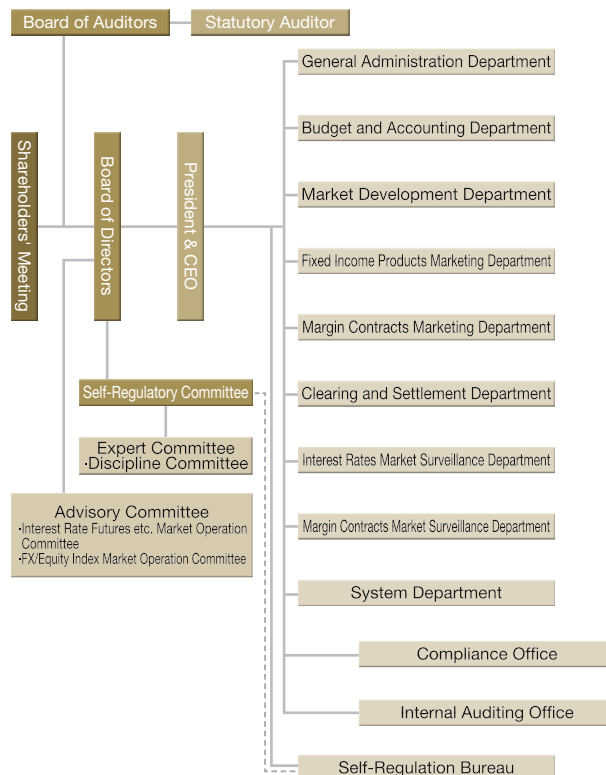 Board of Auditors
Statutory Auditor
Shareholders' Meeting
Board of Directors
President & CEO
Self-Regulatory Committee
Expert Committee
·Discipline Committee
Advisory Committee
·Interest Rate Futures etc. Market Operation
Committee
·FX/Equity Index Market Operation Committee
General Administration Department
Budget and Accounting Department
Market Development Department
Fixed Income Products Marketing Department
Margin Contracts Marketing Department
Clearing and Settlement Department
Interest Rates Market Surveillance Department
Margin Contracts Market Surveillance Department
System Department
Compliance Office
Internal Auditing Office
Self-Regulation Bureau